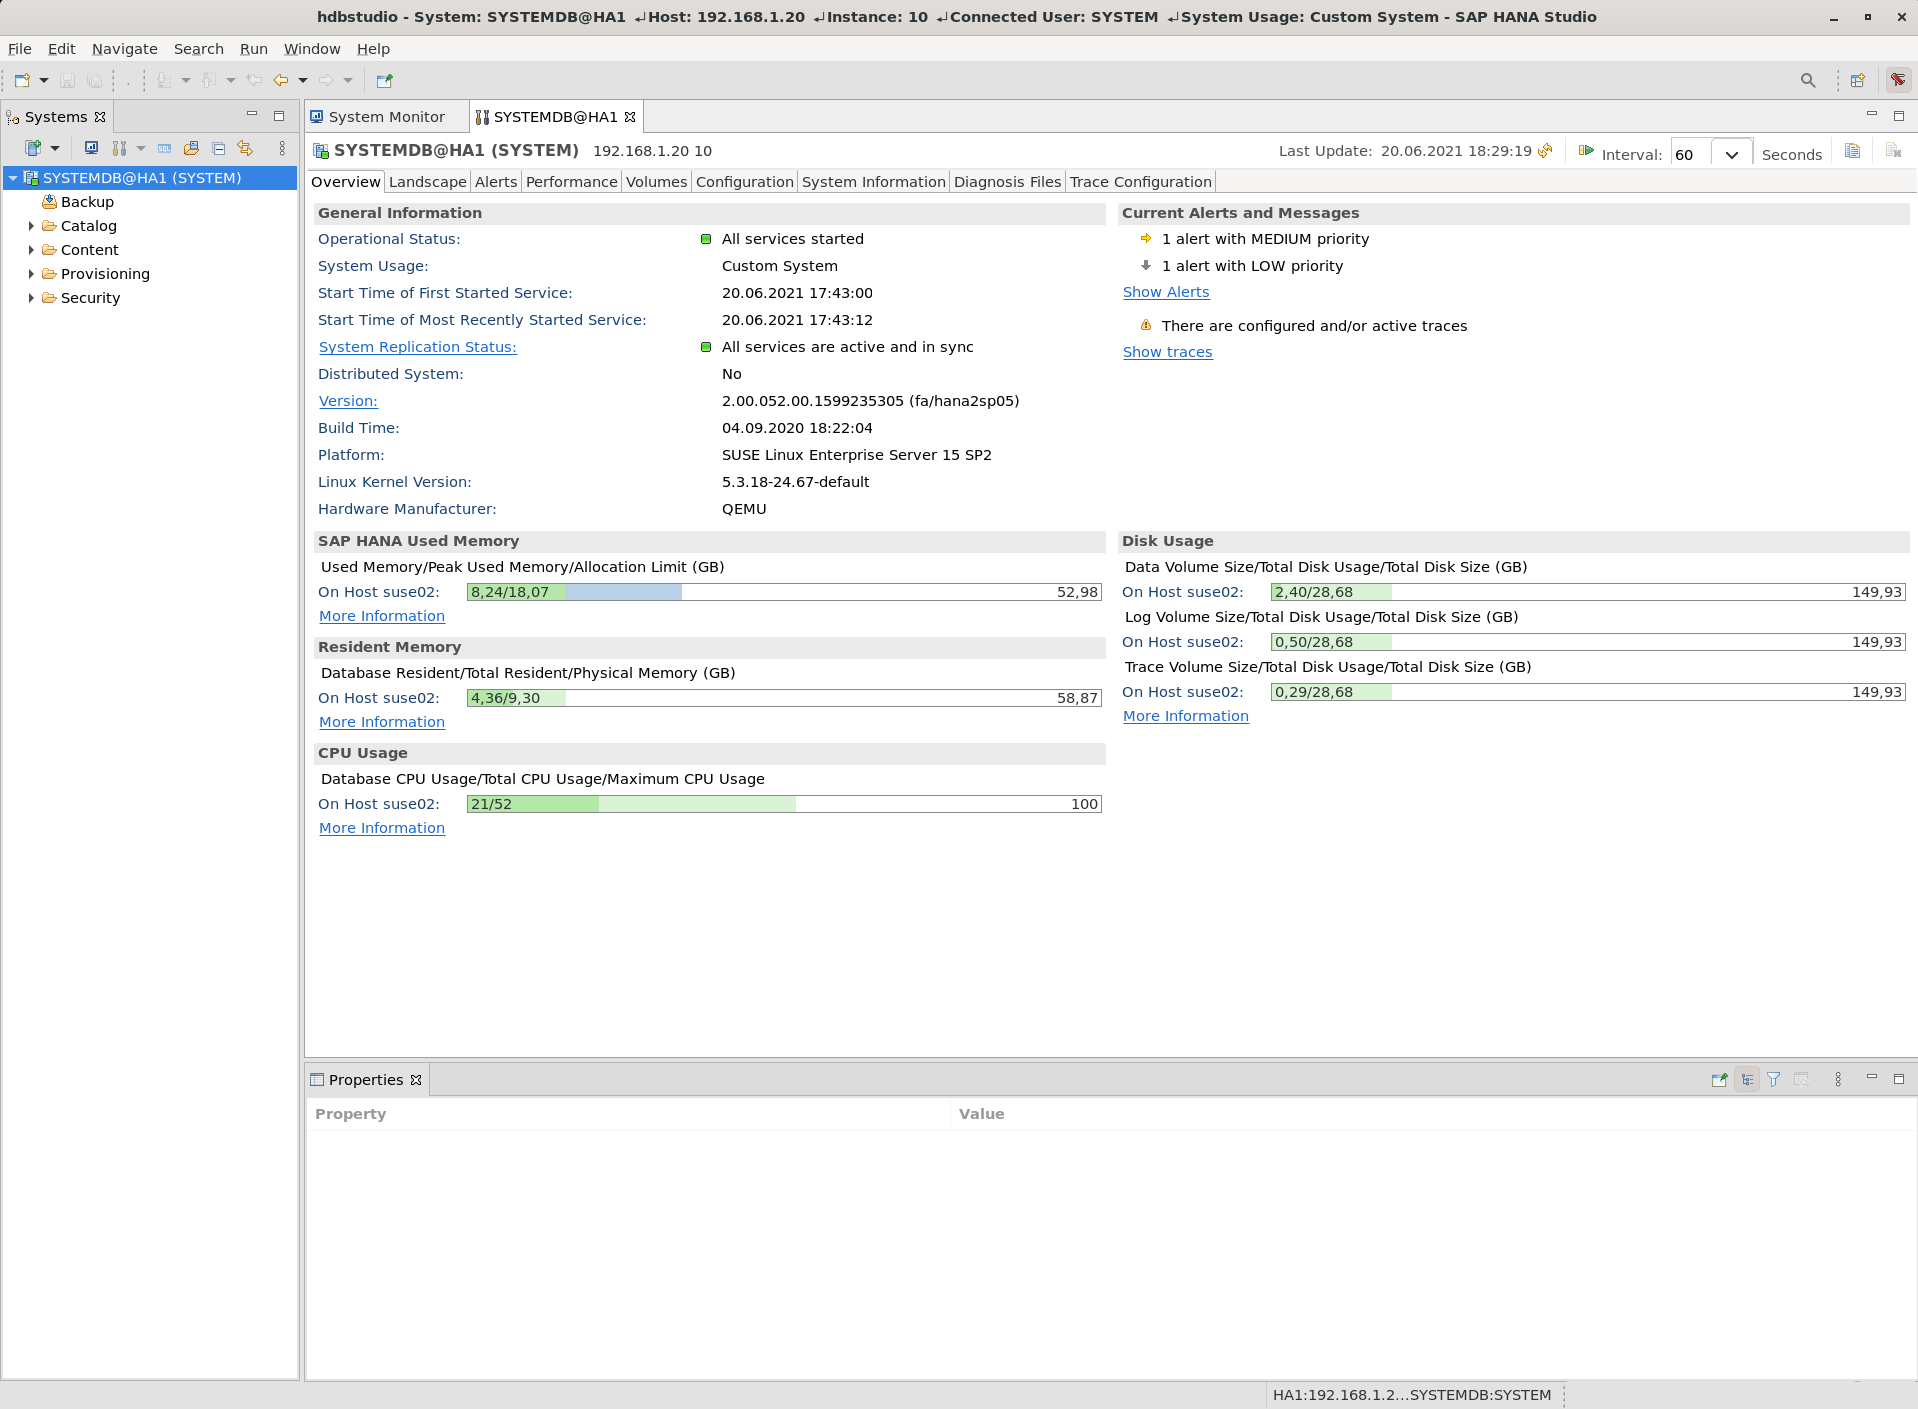 hdbstudio - System: SYSTEMDB@HA1 ↲Host: 192.168.1.20 ↲Instance: 10 ↲Connected User: SYSTEM ↲System Usage: Custom System - SAP HANA Studio
File Edit Navigate Search Run Window Help
Systems
System Monitor
SYSTEMDB@HA1
SYSTEMDB@HA1 (SYSTEM)
Backup
Catalog
Content
Provisioning
Security
SYSTEMDB@HA1 (SYSTEM) 192.168.1.20 10
Last Update: 20.06.2021 18:29:19
Interval: 60 Seconds
Overview Landscape Alerts Performance Volumes Configuration System Information Diagnosis Files Trace Configuration
General Information
Operational Status: All services started
System Usage: Custom System
Start Time of First Started Service: 20.06.2021 17:43:00
Start Time of Most Recently Started Service: 20.06.2021 17:43:12
System Replication Status: All services are active and in sync
Distributed System: No
Version: 2.00.052.00.1599235305 (fa/hana2sp05)
Build Time: 04.09.2020 18:22:04
Platform: SUSE Linux Enterprise Server 15 SP2
Linux Kernel Version: 5.3.18-24.67-default
Hardware Manufacturer: QEMU
Current Alerts and Messages
1 alert with MEDIUM priority
1 alert with LOW priority
Show Alerts
There are configured and/or active traces
Show traces
SAP HANA Used Memory
Used Memory/Peak Used Memory/Allocation Limit (GB)
On Host suse02: 8,24/18,07 52,98
More Information
Resident Memory
Database Resident/Total Resident/Physical Memory (GB)
On Host suse02: 4,36/9,30 58,87
More Information
CPU Usage
Database CPU Usage/Total CPU Usage/Maximum CPU Usage
On Host suse02: 21/52 100
More Information
Disk Usage
Data Volume Size/Total Disk Usage/Total Disk Size (GB)
On Host suse02: 2,40/28,68 149,93
Log Volume Size/Total Disk Usage/Total Disk Size (GB)
On Host suse02: 0,50/28,68 149,93
Trace Volume Size/Total Disk Usage/Total Disk Size (GB)
On Host suse02: 0,29/28,68 149,93
More Information
Properties
Property Value
HA1:192.168.1.2...SYSTEMDB:SYSTEM